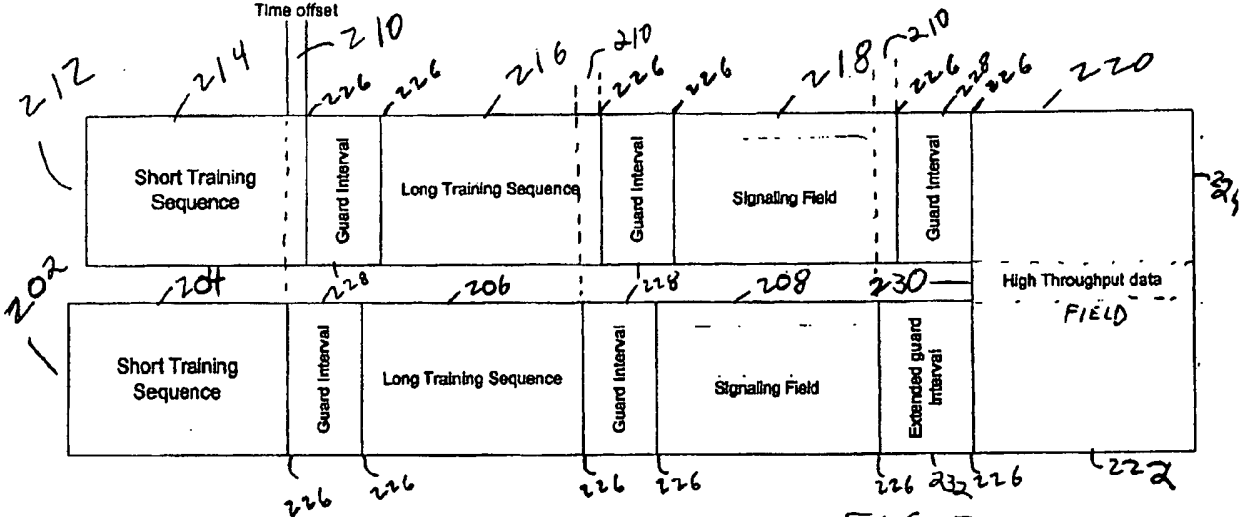 Time offset
210
210
210
212
214
226
226
216
226
226
218
226
228
226
220
Short Training
Sequence
Guard Interval
Long Training Sequence
Guard Interval
Signaling Field
Guard Interval
202
204
228
206
228
208
230
High Throughput data
FIELD
Short Training
Sequence
Guard Interval
Long Training Sequence
Guard Interval
Signaling Field
Extended guard
Interval
226
226
226
226
226
232
226
222